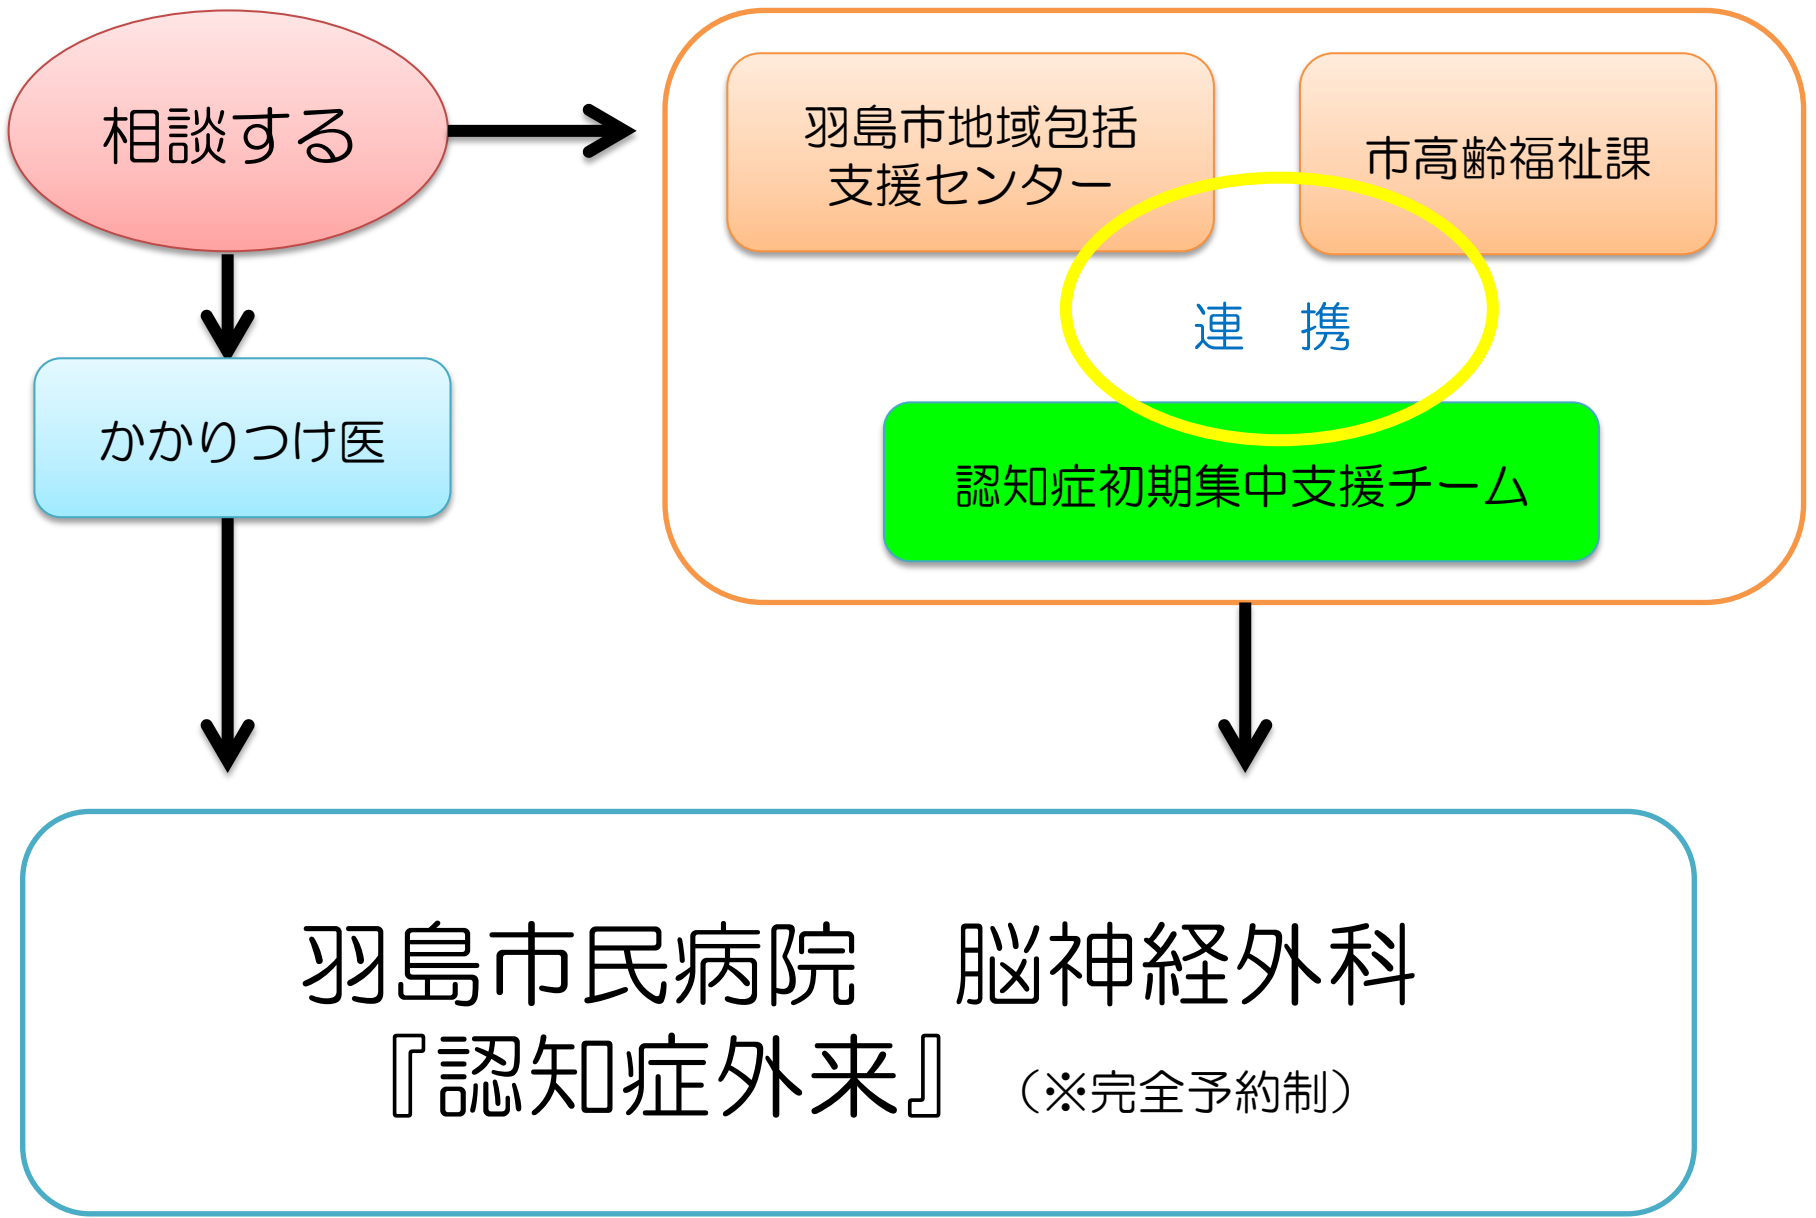 相談する
羽島市地域包括
支援センター
市高齢福祉課
連　携
かかりつけ医
認知症初期集中支援チーム
羽島市民病院　脳神経外科
『認知症外来』（※完全予約制）